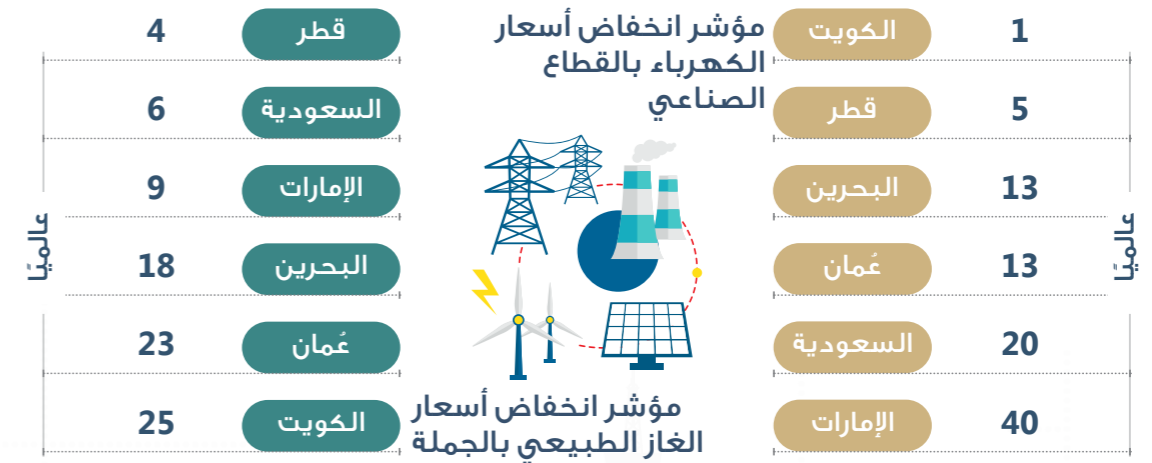 مؤشر انخفاض أسعار
الكهرباء بالقطاع
الصناعي
الكويت 1
قطر 5
البحرين 13
عُمان 13
السعودية 20
الإمارات 40
عالميًا
مؤشر انخفاض أسعار
الغاز الطبيعي بالجملة
قطر 4
السعودية 6
الإمارات 9
البحرين 18
عُمان 23
الكويت 25
عالميًا